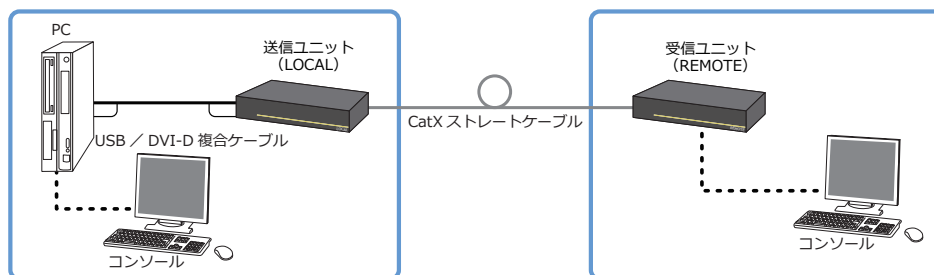 PC
送信ユニット
（LOCAL）
受信ユニット
（REMOTE）
CatX ストレートケーブル
USB ／ DVI-D 複合ケーブル
コンソール
コンソール